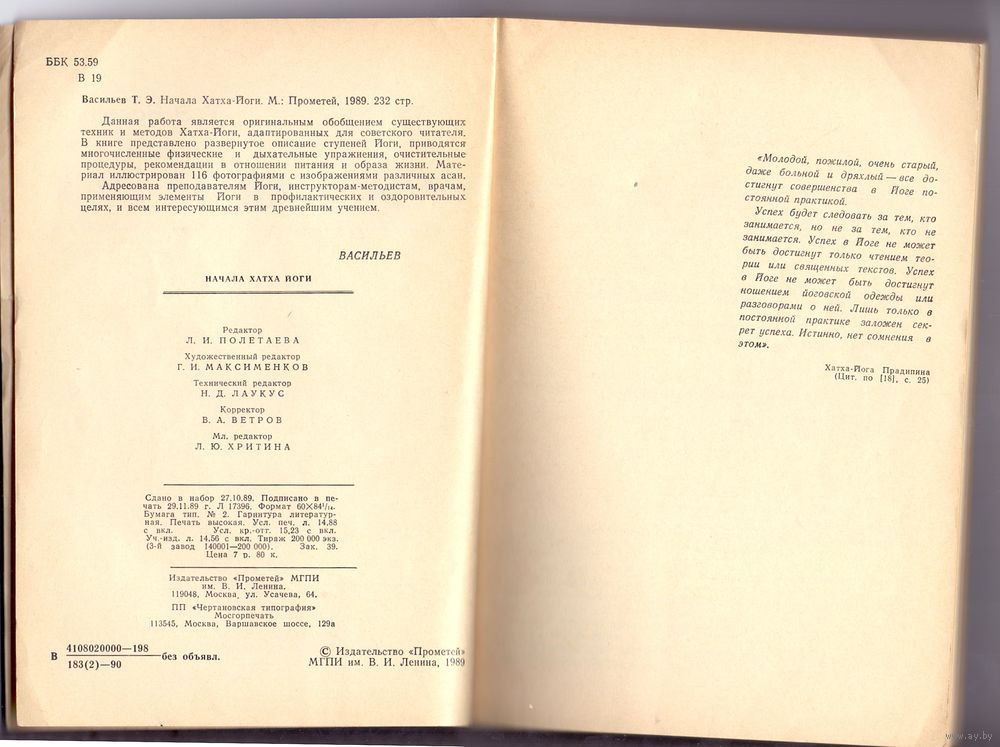 ББК 53.59
В 19
Васильев Т. Э. Начала Хатха-Йоги. М.: Прометей, 1989. 232 стр.
Данная работа является оригинальным обобщением существующих
техник и методов Хатха-Йоги, адаптированных для советского читателя.
В книге представлено развернутое описание ступеней Йоги, приводятся
многочисленные физические и дыхательные упражнения, очистительные
процедуры, рекомендации в отношении питания и образа жизни. Мате-
риал иллюстрирован 116 фотографиями с изображениями различных асан.
Адресована преподавателям Йоги, инструкторам-методистам, врачам,
применяющим элементы Йоги в профилактических и оздоровительных
целях, и всем интересующимся этим древнейшим учением.
ВАСИЛЬЕВ
НАЧАЛА ХАТХА ЙОГИ
Редактор
Л. И. ПОЛЕТАЕВА
Художественный редактор
Г. И. МАКСИМЕНКОВ
Технический редактор
Н. Д. ЛАУКУС
Корректор
В. А. ВЕТРОВ
Мл. редактор
Л. Ю. ХРИТИНА
Сдано в набор 27.10.89. Подписано в пе-
чать 29.11.89 г. Л 17396. Формат 60×84¹/₁₆.
Бумага тип. № 2. Гарнитура литератур-
ная. Печать высокая. Усл. печ. л. 14,88
с вкл. Усл. кр.-отт. 15,23 с вкл.
Уч.-изд. л. 14,56 с вкл. Тираж 200 000 экз.
(3-й завод 140001—200 000). Зак. 39.
Цена 7 р. 80 к.
Издательство «Прометей» МГПИ
им. В. И. Ленина.
119048, Москва, ул. Усачева, 64.
ПП «Чертановская типография»
Мосгорпечать
113545, Москва, Варшавское шоссе, 129а
В 4108020000—198
183(2)—90 без объявл.
© Издательство «Прометей»
МГПИ им. В. И. Ленина, 1989
«Молодой, пожилой, очень старый,
даже больной и дряхлый — все до-
стигнут совершенства в Йоге по-
стоянной практикой.
Успех будет следовать за тем, кто
занимается, но не за тем, кто не
занимается. Успех в Йоге не может
быть достигнут только чтением тео-
рии или священных текстов. Успех
в Йоге не может быть достигнут
ношением йоговской одежды или
разговорами о ней. Лишь только в
постоянной практике заложен сек-
рет успеха. Истинно, нет сомнения в
этом».
Хатха-Йога Прадипина
(Цит. по [18], с. 25)
www.ay.by